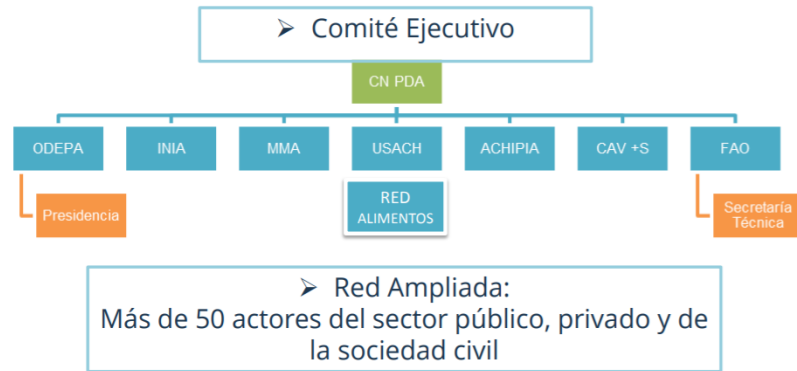 ➢ Comité Ejecutivo
CN PDA
ODEPA
INIA
MMA
USACH
ACHIPIA
CAV +S
FAO
Presidencia
RED
ALIMENTOS
Secretaría
Técnica
➢ Red Ampliada:
Más de 50 actores del sector público, privado y de
la sociedad civil